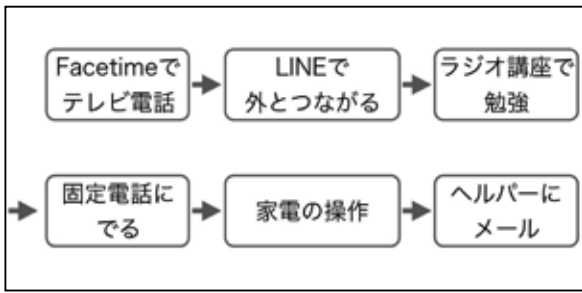 Facetimeで
テレビ電話
LINEで
外とつながる
ラジオ講座で
勉強
固定電話に
でる
家電の操作
ヘルパーに
メール